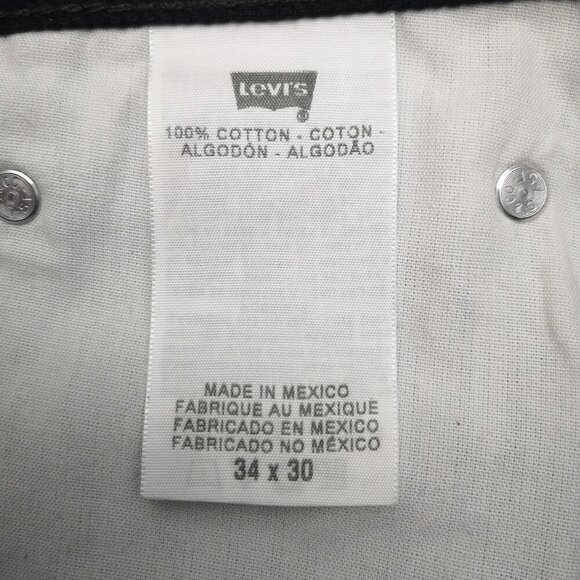 Levi's
®
100% COTTON - COTON -
ALGODÓN - ALGODÃO
MADE IN MEXICO
FABRIQUE AU MEXIQUE
FABRICADO EN MEXICO
FABRICADO NO MÉXICO
34 x 30